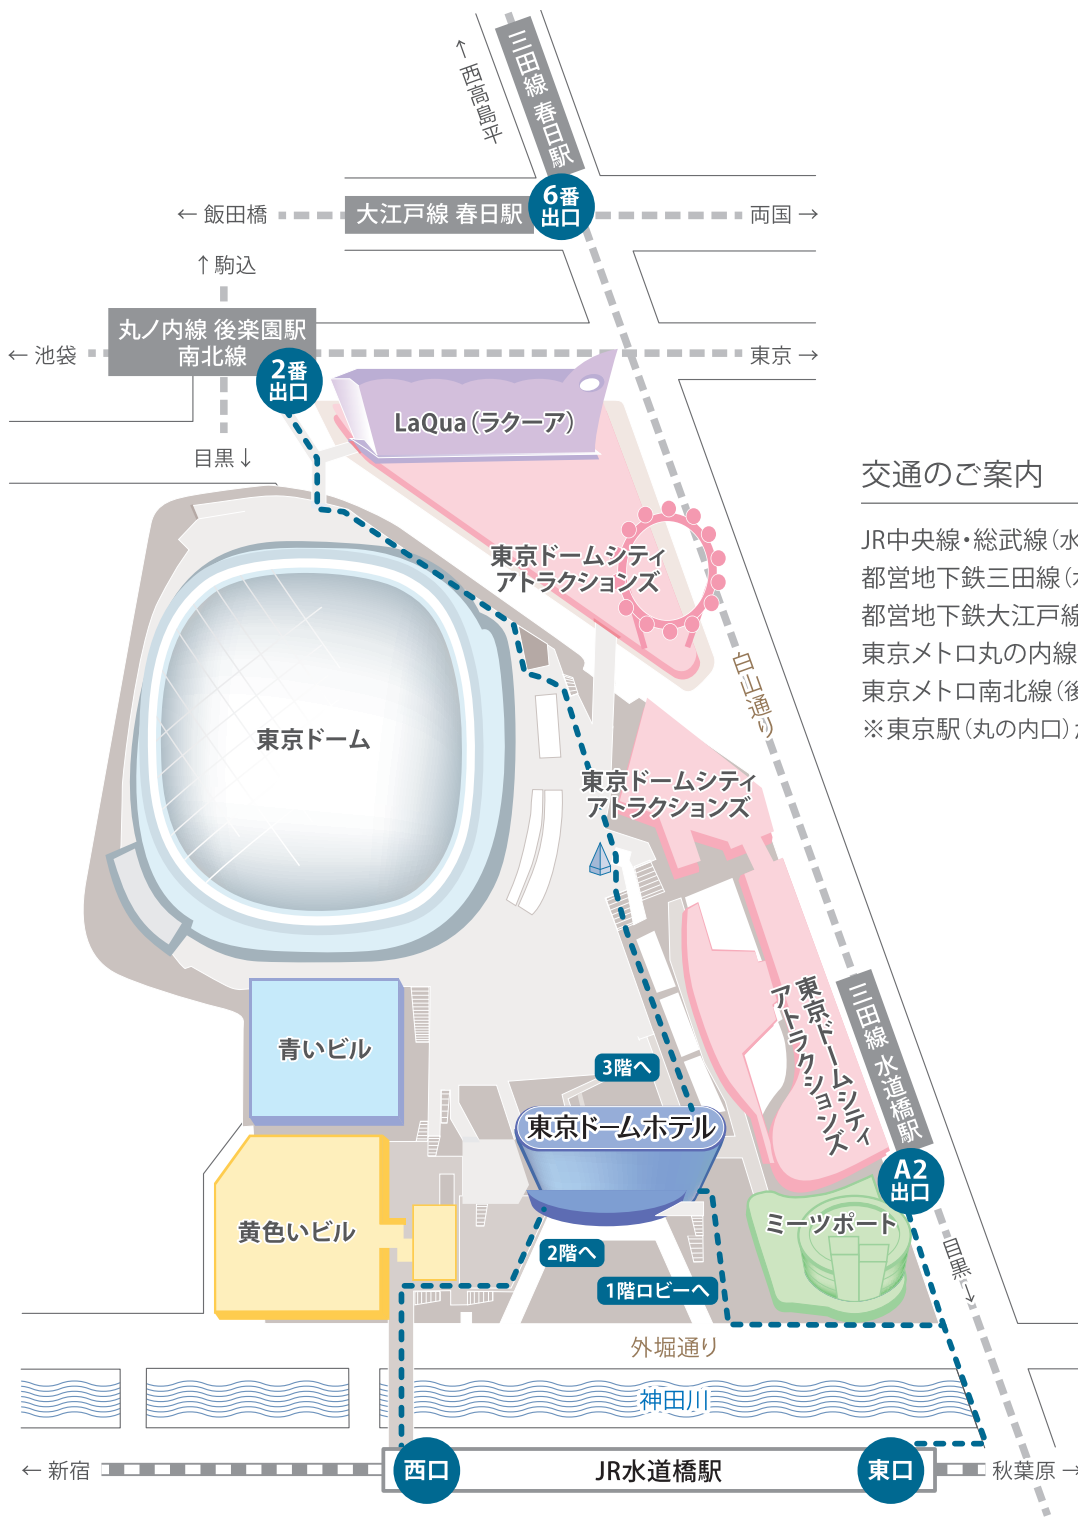 三田線 春日駅
↑ 西高島平
6番
出口
← 飯田橋
大江戸線 春日駅
両国 →
↑ 駒込
丸ノ内線 後楽園駅
南北線
← 池袋
2番
出口
東京 →
目黒 ↓
LaQua（ラクーア）
交通のご案内
JR中央線・総武線（水
都営地下鉄三田線（
都営地下鉄大江戸線
東京メトロ丸の内線
東京メトロ南北線（後
※東京駅（丸の内口）
東京ドームシティ
アトラクションズ
白山通り
東京ドーム
東京ドームシティ
アトラクションズ
東京ドームシティ
アトラクションズ
三田線 水道橋駅
青いビル
3階へ
東京ドームホテル
A2
出口
黄色いビル
ミーツポート
2階へ
1階ロビーへ
目黒 →
外堀通り
神田川
← 新宿
西口
JR水道橋駅
東口
秋葉原 →